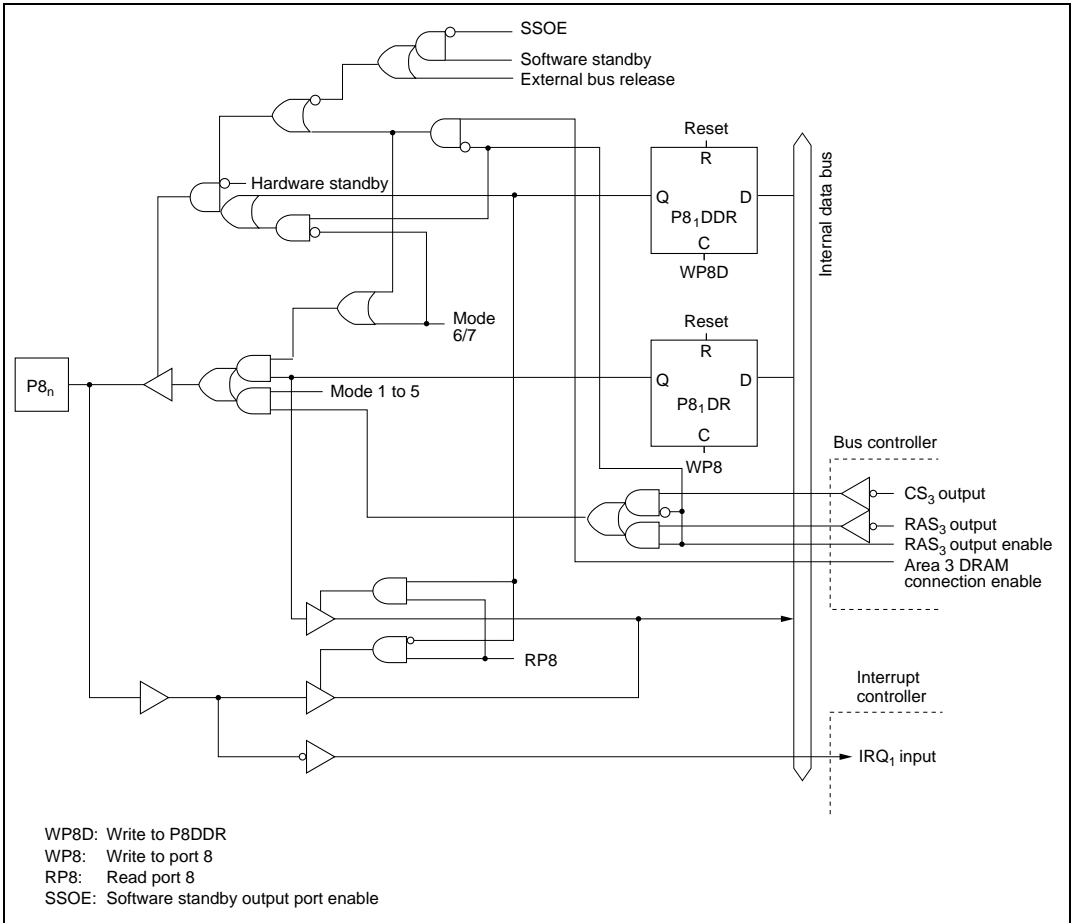 SSOE
Software standby
External bus release
Hardware standby
Reset
R
Q
D
P8₁DDR
C
WP8D
Internal data bus
Mode
6/7
Reset
R
Q
D
P8₁DR
C
WP8
P8ₙ
Mode 1 to 5
Bus controller
CS₃ output
RAS₃ output
RAS₃ output enable
Area 3 DRAM
connection enable
RP8
Interrupt
controller
IRQ₁ input
WP8D: Write to P8DDR
WP8: Write to port 8
RP8: Read port 8
SSOE: Software standby output port enable